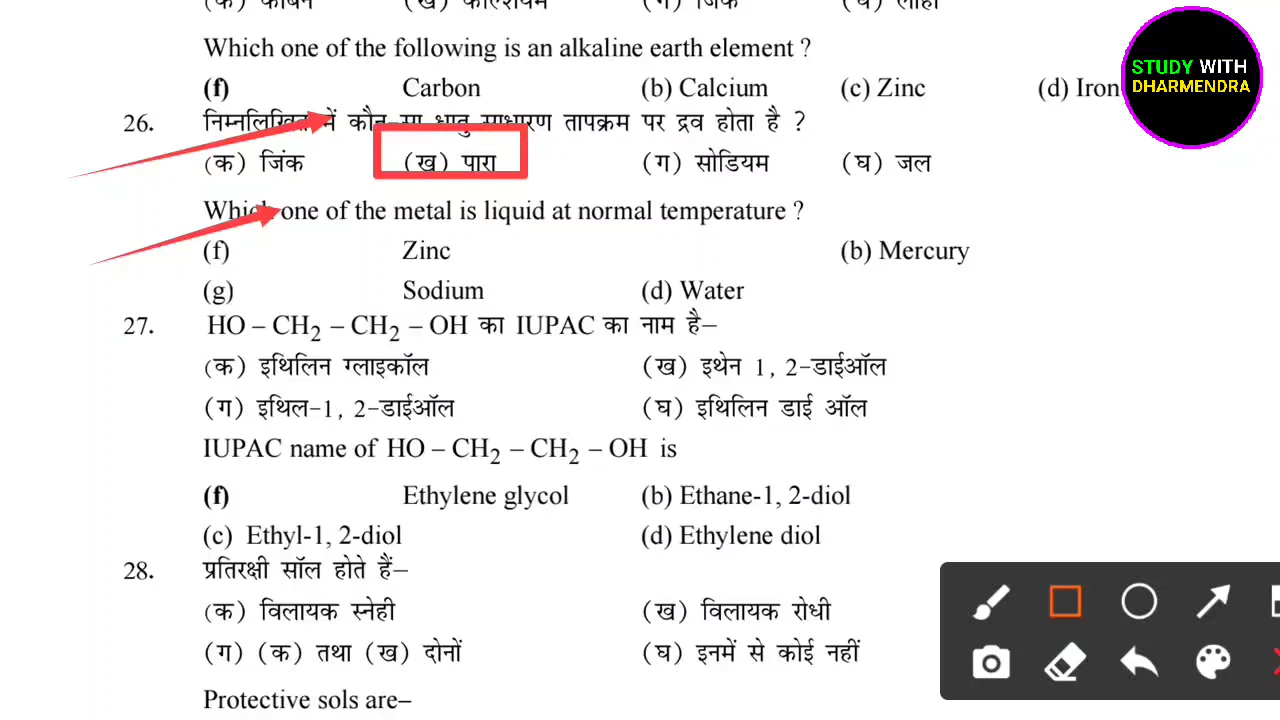 (क) कार्बन (ख) कैल्शियम (ग) जिंक (घ) लोहा
Which one of the following is an alkaline earth element ?
(f) Carbon (b) Calcium (c) Zinc (d) Iron
26. निम्नलिखित में कौन-सा धातु साधारण तापक्रम पर द्रव होता है ?
(क) जिंक (ख) पारा (ग) सोडियम (घ) जल
Which one of the metal is liquid at normal temperature ?
(f) Zinc (b) Mercury
(g) Sodium (d) Water
27. HO – CH2 – CH2 – OH का IUPAC का नाम है–
(क) इथिलिन ग्लाइकॉल (ख) इथेन 1, 2-डाईऑल
(ग) इथिल-1, 2-डाईऑल (घ) इथिलिन डाई ऑल
IUPAC name of HO – CH2 – CH2 – OH is
(f) Ethylene glycol (b) Ethane-1, 2-diol
(c) Ethyl-1, 2-diol (d) Ethylene diol
28. प्रतिरक्षी सॉल होते हैं–
(क) विलायक स्नेही (ख) विलायक रोधी
(ग) (क) तथा (ख) दोनों (घ) इनमें से कोई नहीं
Protective sols are–
STUDY WITH
DHARMENDRA